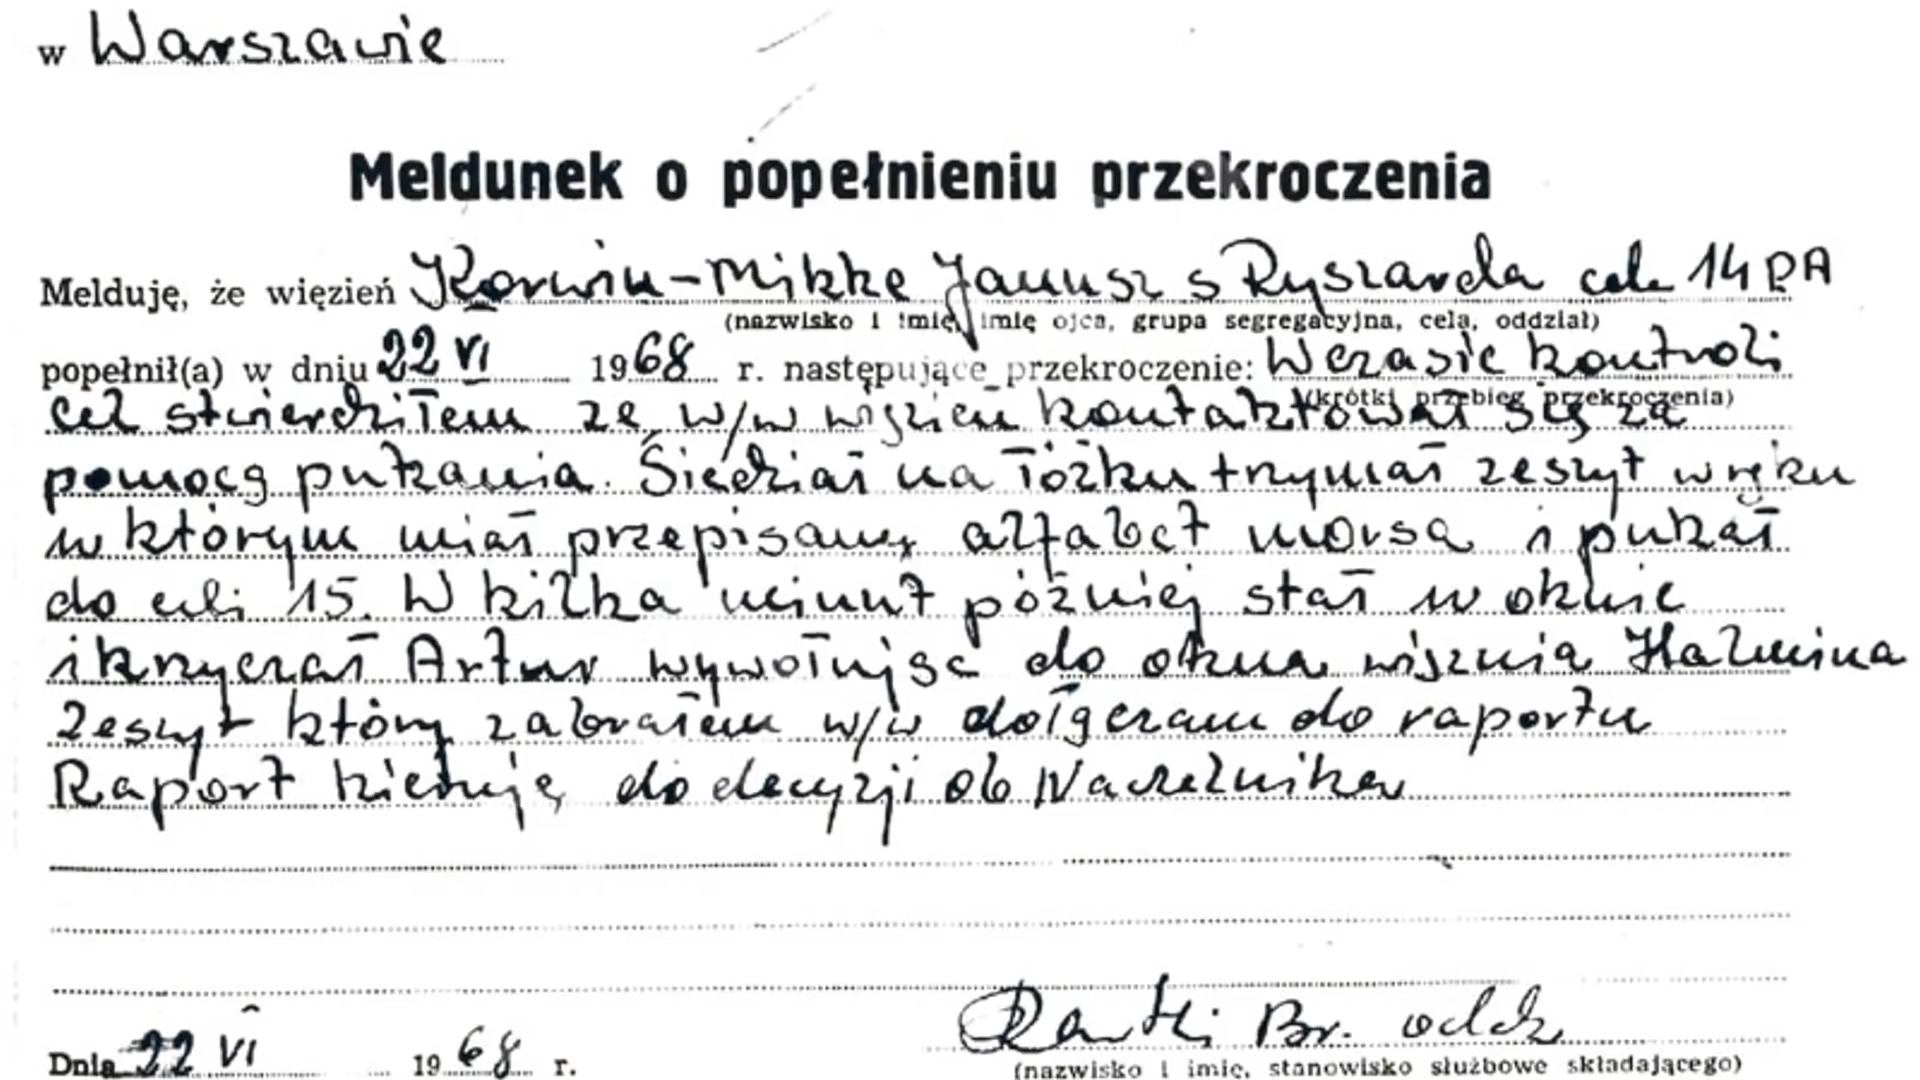 w Warszawie
Meldunek o popełnieniu przekroczenia
Melduję, że więzień Korwin-Mikke Janusz s Ryszarda cela 14 PA
(nazwisko i imię, imię ojca, grupa segregacyjna, cela, oddział)
popełnił(a) w dniu 22 VI 1968 r. następujące przekroczenie: Wczasie kontroli
(krótki przebieg przekroczenia)
cel stwierdziłem ze w/w więzień kontaktował się za
pomocą pukania. Siedział na łóżku trzymał zeszyt w ręku
w którym miał przepisany alfabet morsa i pukał
do celi 15. W kilka minut później stał w oknie
i krzyczał Artur wywołując do okna więźnia Halmina
Zeszyt który zabrałem w/w dołączam do raportu
Raport kieruję do decyzji ob Naczelnika
Dnia 22 VI 1968 r.
Br. oddz
(nazwisko i imię, stanowisko służbowe składającego)